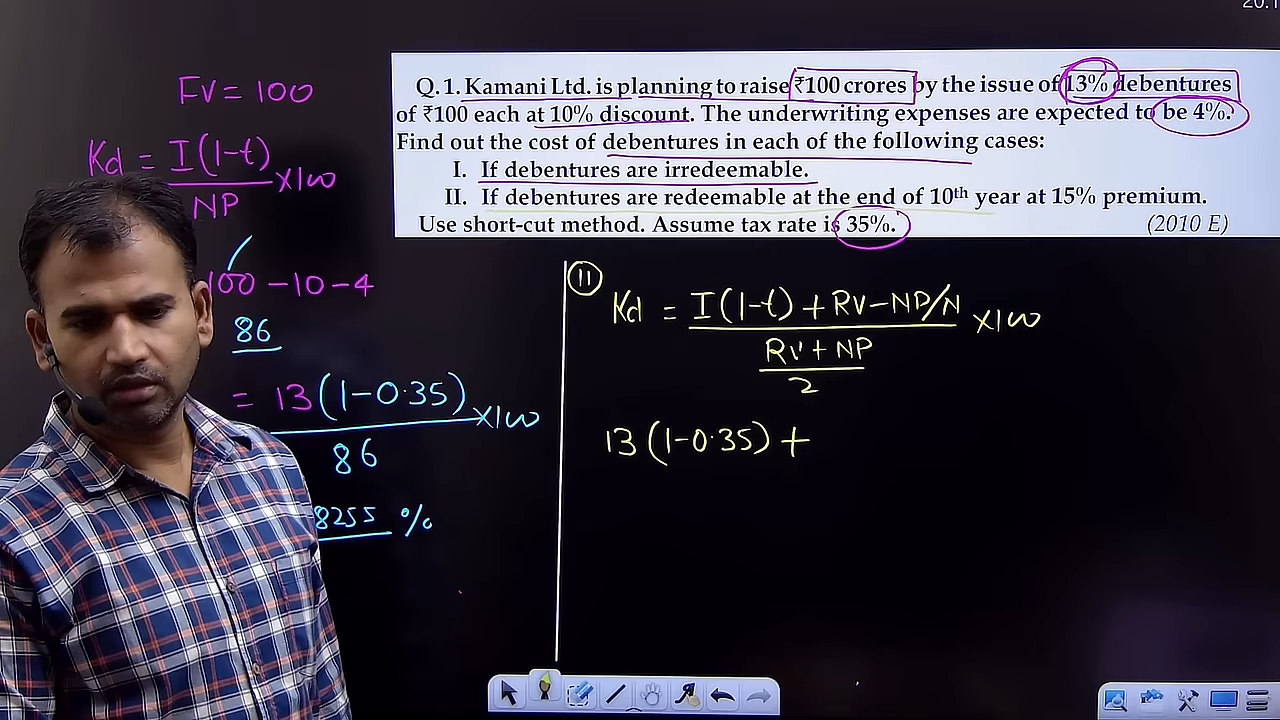 20.1
Q.1. Kamani Ltd. is planning to raise ₹100 crores by the issue of 13% debentures
of ₹100 each at 10% discount. The underwriting expenses are expected to be 4%.
Find out the cost of debentures in each of the following cases:
I. If debentures are irredeemable.
II. If debentures are redeemable at the end of 10th year at 15% premium.
Use short-cut method. Assume tax rate is 35%. (2010 E)
FV = 100
Kd = I(1-t)
NP
×100
100 - 10 - 4
86
= 13(1-0.35)
86
×100
8255 %
11
Kd = I(1-t) + RV-NP/N
RV + NP
2
×100
13(1-0.35) +